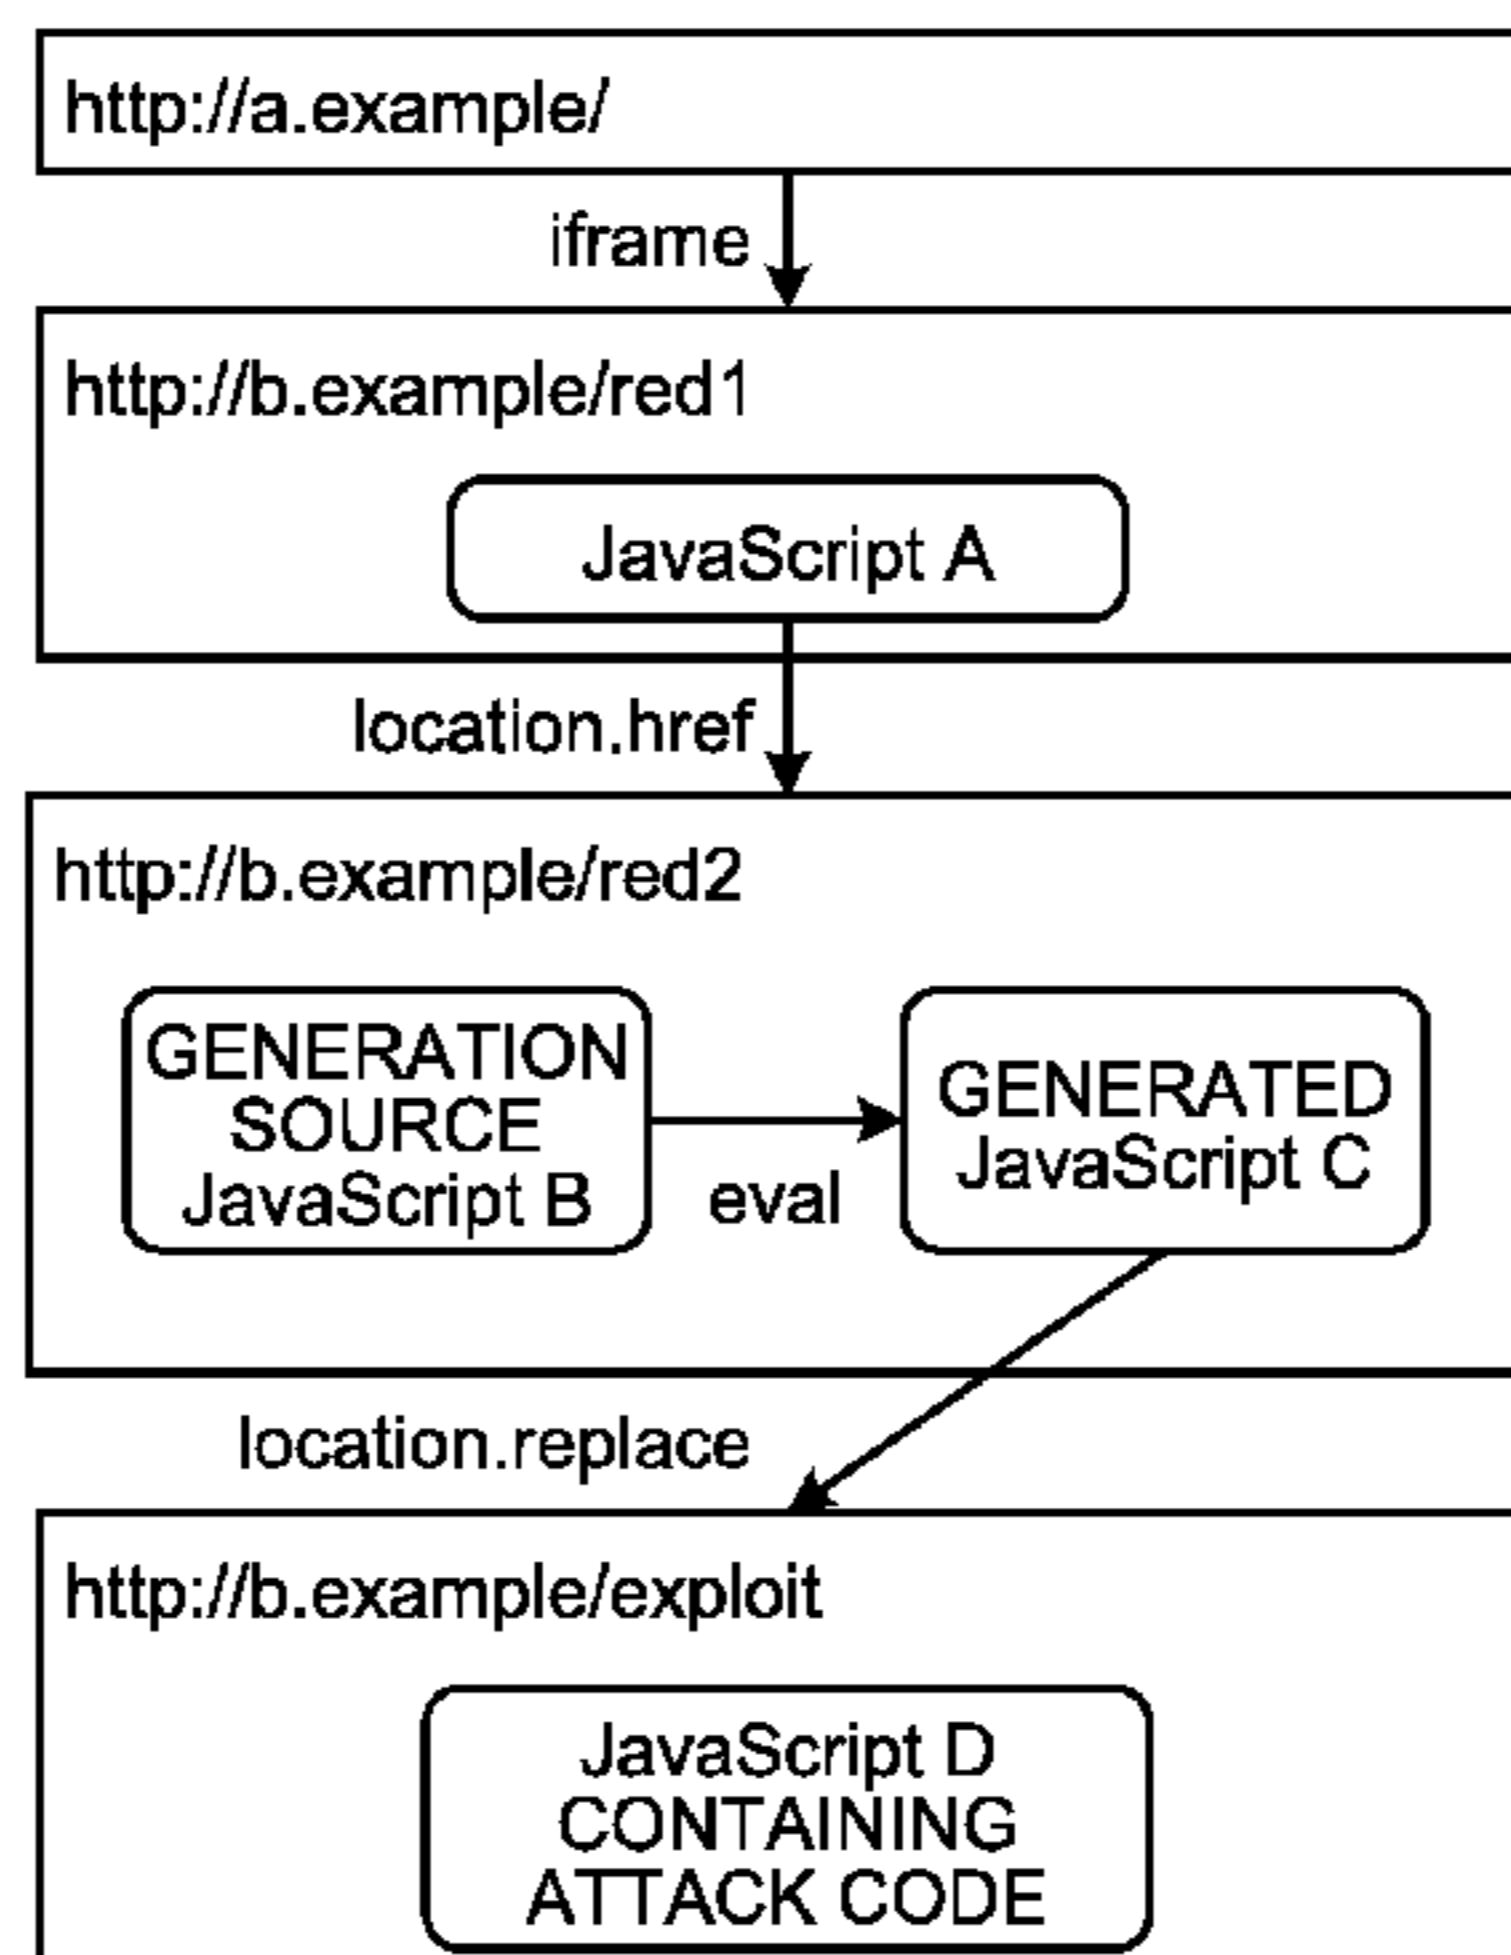 http://a.example/
iframe
http://b.example/red1
JavaScript A
location.href
http://b.example/red2
GENERATION
SOURCE
JavaScript B
eval
GENERATED
JavaScript C
location.replace
http://b.example/exploit
JavaScript D
CONTAINING
ATTACK CODE